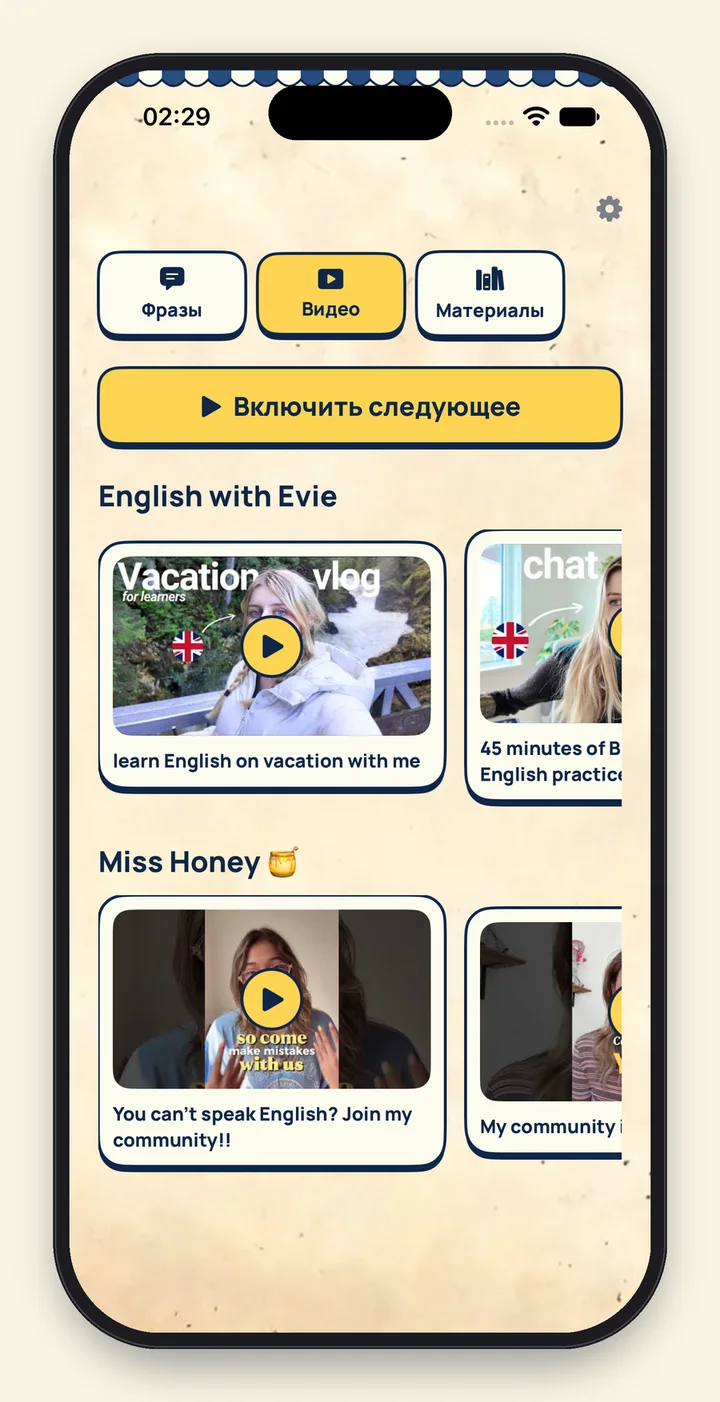 02:29
Фразы
Видео
Материалы
Включить следующее
English with Evie
Vacation vlog
for learners
chat
learn English on vacation with me
45 minutes of B
English practice
Miss Honey 🍯
so come
make mistakes
with us
You can't speak English? Join my
community!!
My community